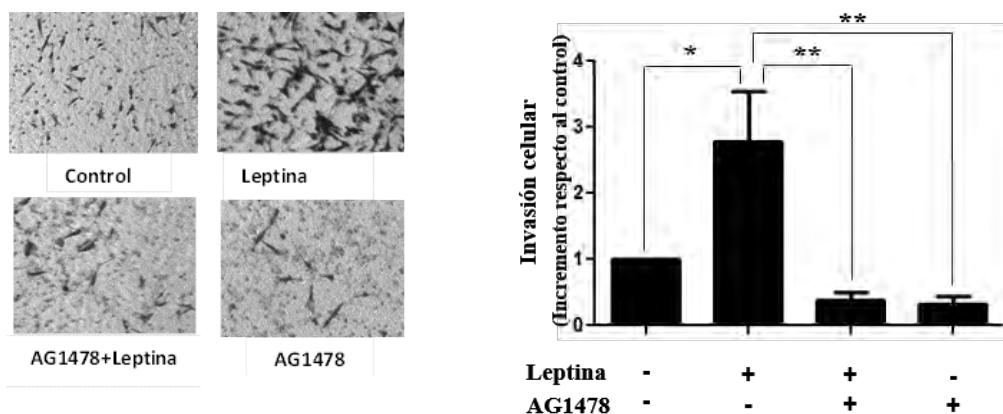 Control
Leptina
AG1478+Leptina
AG1478
Invasión celular
(Incremento respecto al control)
4
3
2
1
0
*
**
**
Leptina - + + -
AG1478 - - + +